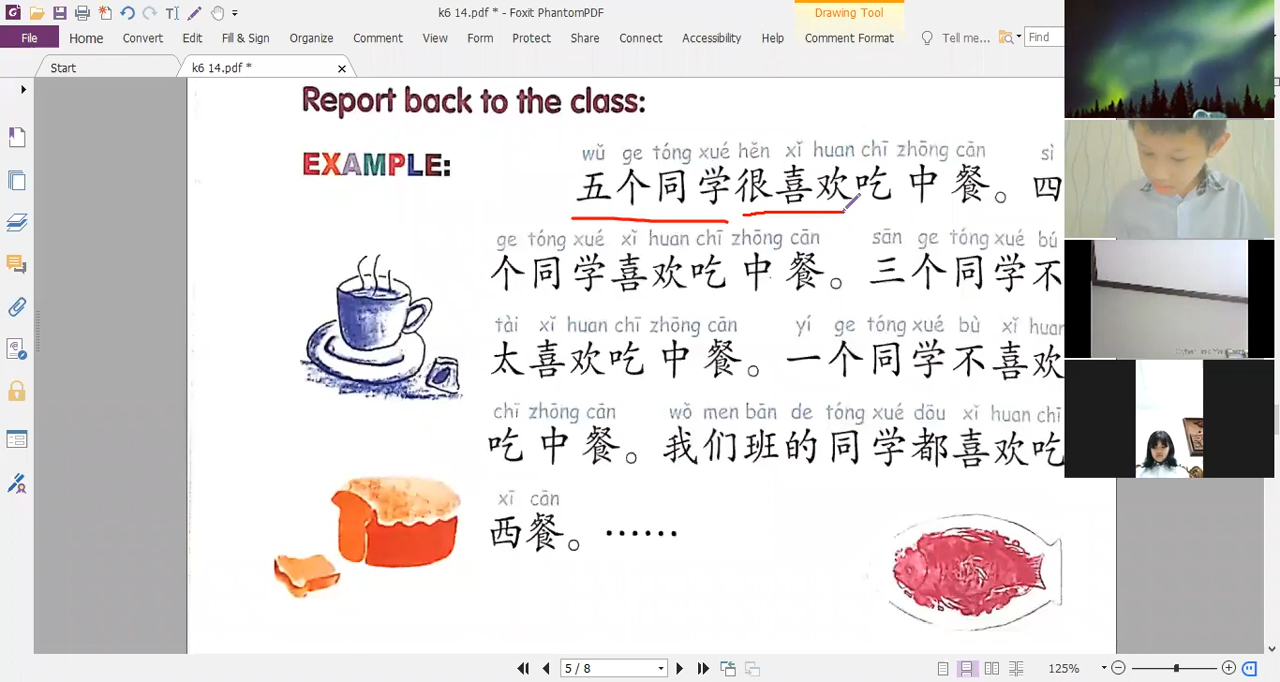 k6 14.pdf * - Foxit PhantomPDF
Drawing Tool
File Home Convert Edit Fill & Sign Organize Comment View Form Protect Share Connect Accessibility Help Comment Format Tell me... Find
Start k6 14.pdf *
Report back to the class:
EXAMPLE:
wǔ ge tóng xué hěn xǐ huan chī zhōng cān sì
五个同学很喜欢吃中餐。四
ge tóng xué xǐ huan chī zhōng cān sān ge tóng xué bú
个同学喜欢吃中餐。三个同学不
tài xǐ huan chī zhōng cān yí ge tóng xué bù xǐ huan
太喜欢吃中餐。一个同学不喜欢
chī zhōng cān wǒ men bān de tóng xué dōu xǐ huan chī
吃中餐。我们班的同学都喜欢吃
xī cān
西餐。······
5 / 8
125%